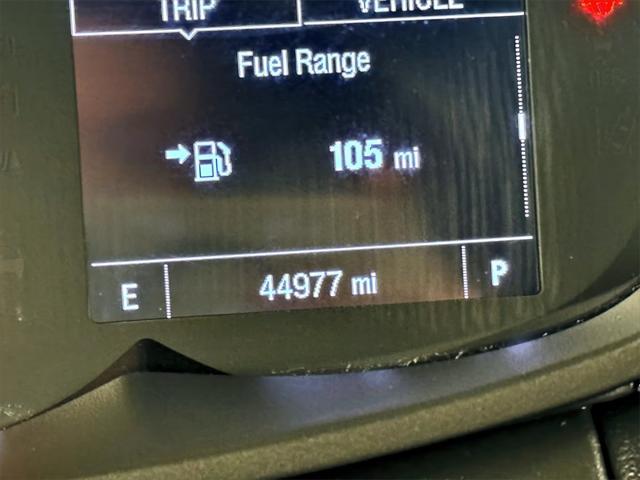 TRIP VEHICLE
Fuel Range
105 mi
E 44977 mi P